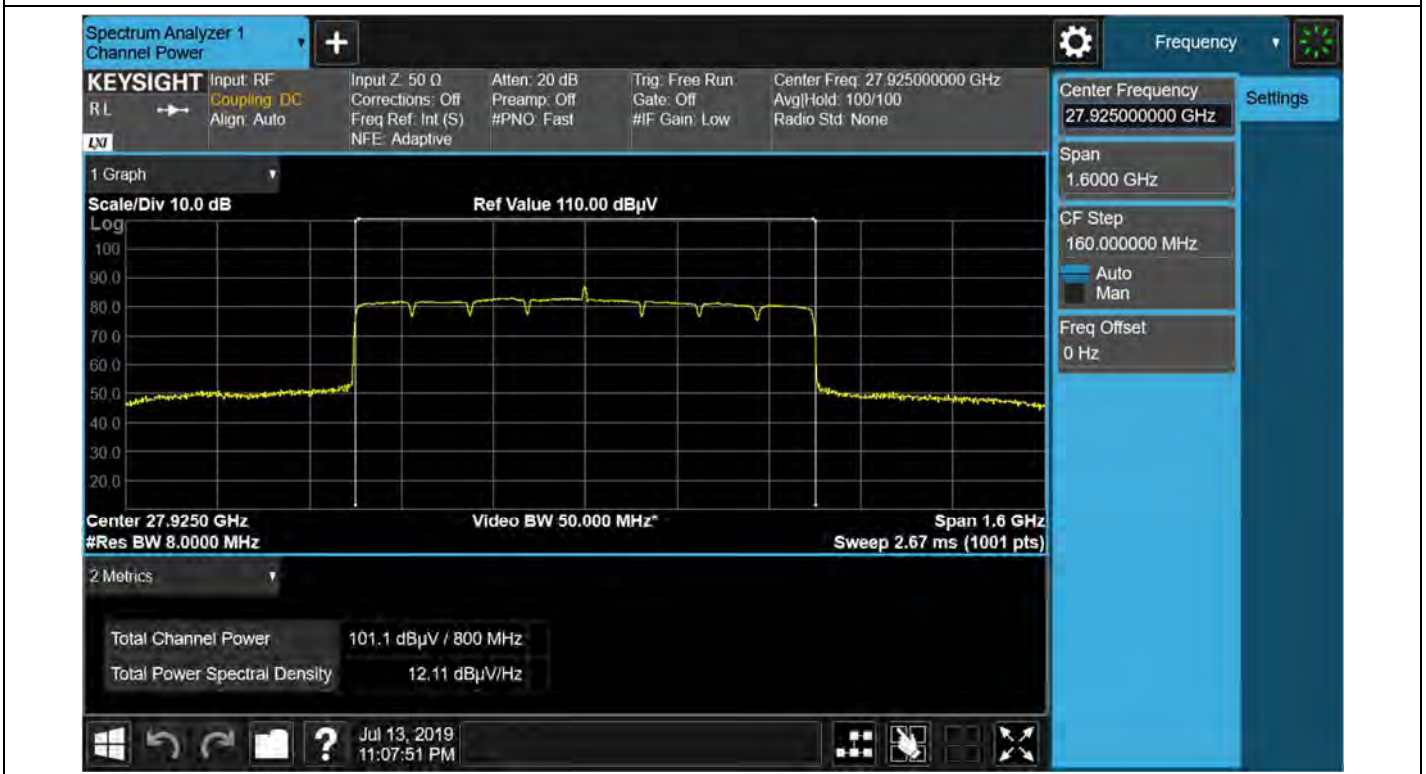 Spectrum Analyzer 1
Channel Power
+
Frequency
KEYSIGHT
RL
LXI
Input: RF
Coupling: DC
Align: Auto
Input Z: 50 Ω
Corrections: Off
Freq Ref: Int (S)
NFE: Adaptive
Atten: 20 dB
Preamp: Off
#PNO: Fast
Trig: Free Run
Gate: Off
#IF Gain: Low
Center Freq: 27.925000000 GHz
Avg|Hold: 100/100
Radio Std: None
Center Frequency
27.925000000 GHz
Settings
Span
1.6000 GHz
CF Step
160.000000 MHz
Auto
Man
Freq Offset
0 Hz
1 Graph
Scale/Div 10.0 dB
Ref Value 110.00 dBµV
Log
100
90.0
80.0
70.0
60.0
50.0
40.0
30.0
20.0
Center 27.9250 GHz
#Res BW 8.0000 MHz
Video BW 50.000 MHz*
Span 1.6 GHz
Sweep 2.67 ms (1001 pts)
2 Metrics
Total Channel Power 101.1 dBµV / 800 MHz
Total Power Spectral Density 12.11 dBµV/Hz
?
Jul 13, 2019
11:07:51 PM